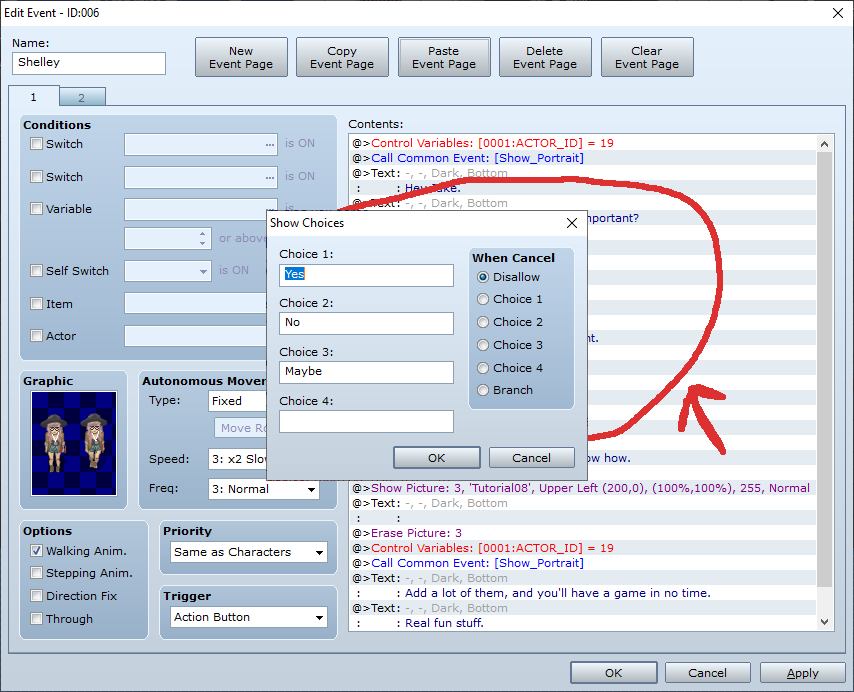 Edit Event - ID:006
Name:
Shelley
New
Event Page
Copy
Event Page
Paste
Event Page
Delete
Event Page
Clear
Event Page
1
2
Conditions
Switch
... is ON
Switch
... is ON
Variable
...
or above
Self Switch
is ON
Item
Actor
Graphic
Autonomous Movem
Type: Fixed
Move Ro
Speed: 3: x2 Slow
Freq: 3: Normal
Options
Walking Anim.
Stepping Anim.
Direction Fix
Through
Priority
Same as Characters
Trigger
Action Button
Contents:
@>Control Variables: [0001:ACTOR_ID] = 19
@>Call Common Event: [Show_Portrait]
@>Text: -, -, Dark, Bottom
: :
@>Text: -, -, Dark, Bottom
mportant?
nt.
ow how.
@>Show Picture: 3, 'Tutorial08', Upper Left (200,0), (100%,100%), 255, Normal
@>Text: -, -, Dark, Bottom
: :
@>Erase Picture: 3
@>Control Variables: [0001:ACTOR_ID] = 19
@>Call Common Event: [Show_Portrait]
@>Text: -, -, Dark, Bottom
: : Add a lot of them, and you'll have a game in no time.
@>Text: -, -, Dark, Bottom
: : Real fun stuff.
Show Choices
Choice 1:
Yes
Choice 2:
No
Choice 3:
Maybe
Choice 4:
When Cancel
Disallow
Choice 1
Choice 2
Choice 3
Choice 4
Branch
OK
Cancel
OK
Cancel
Apply